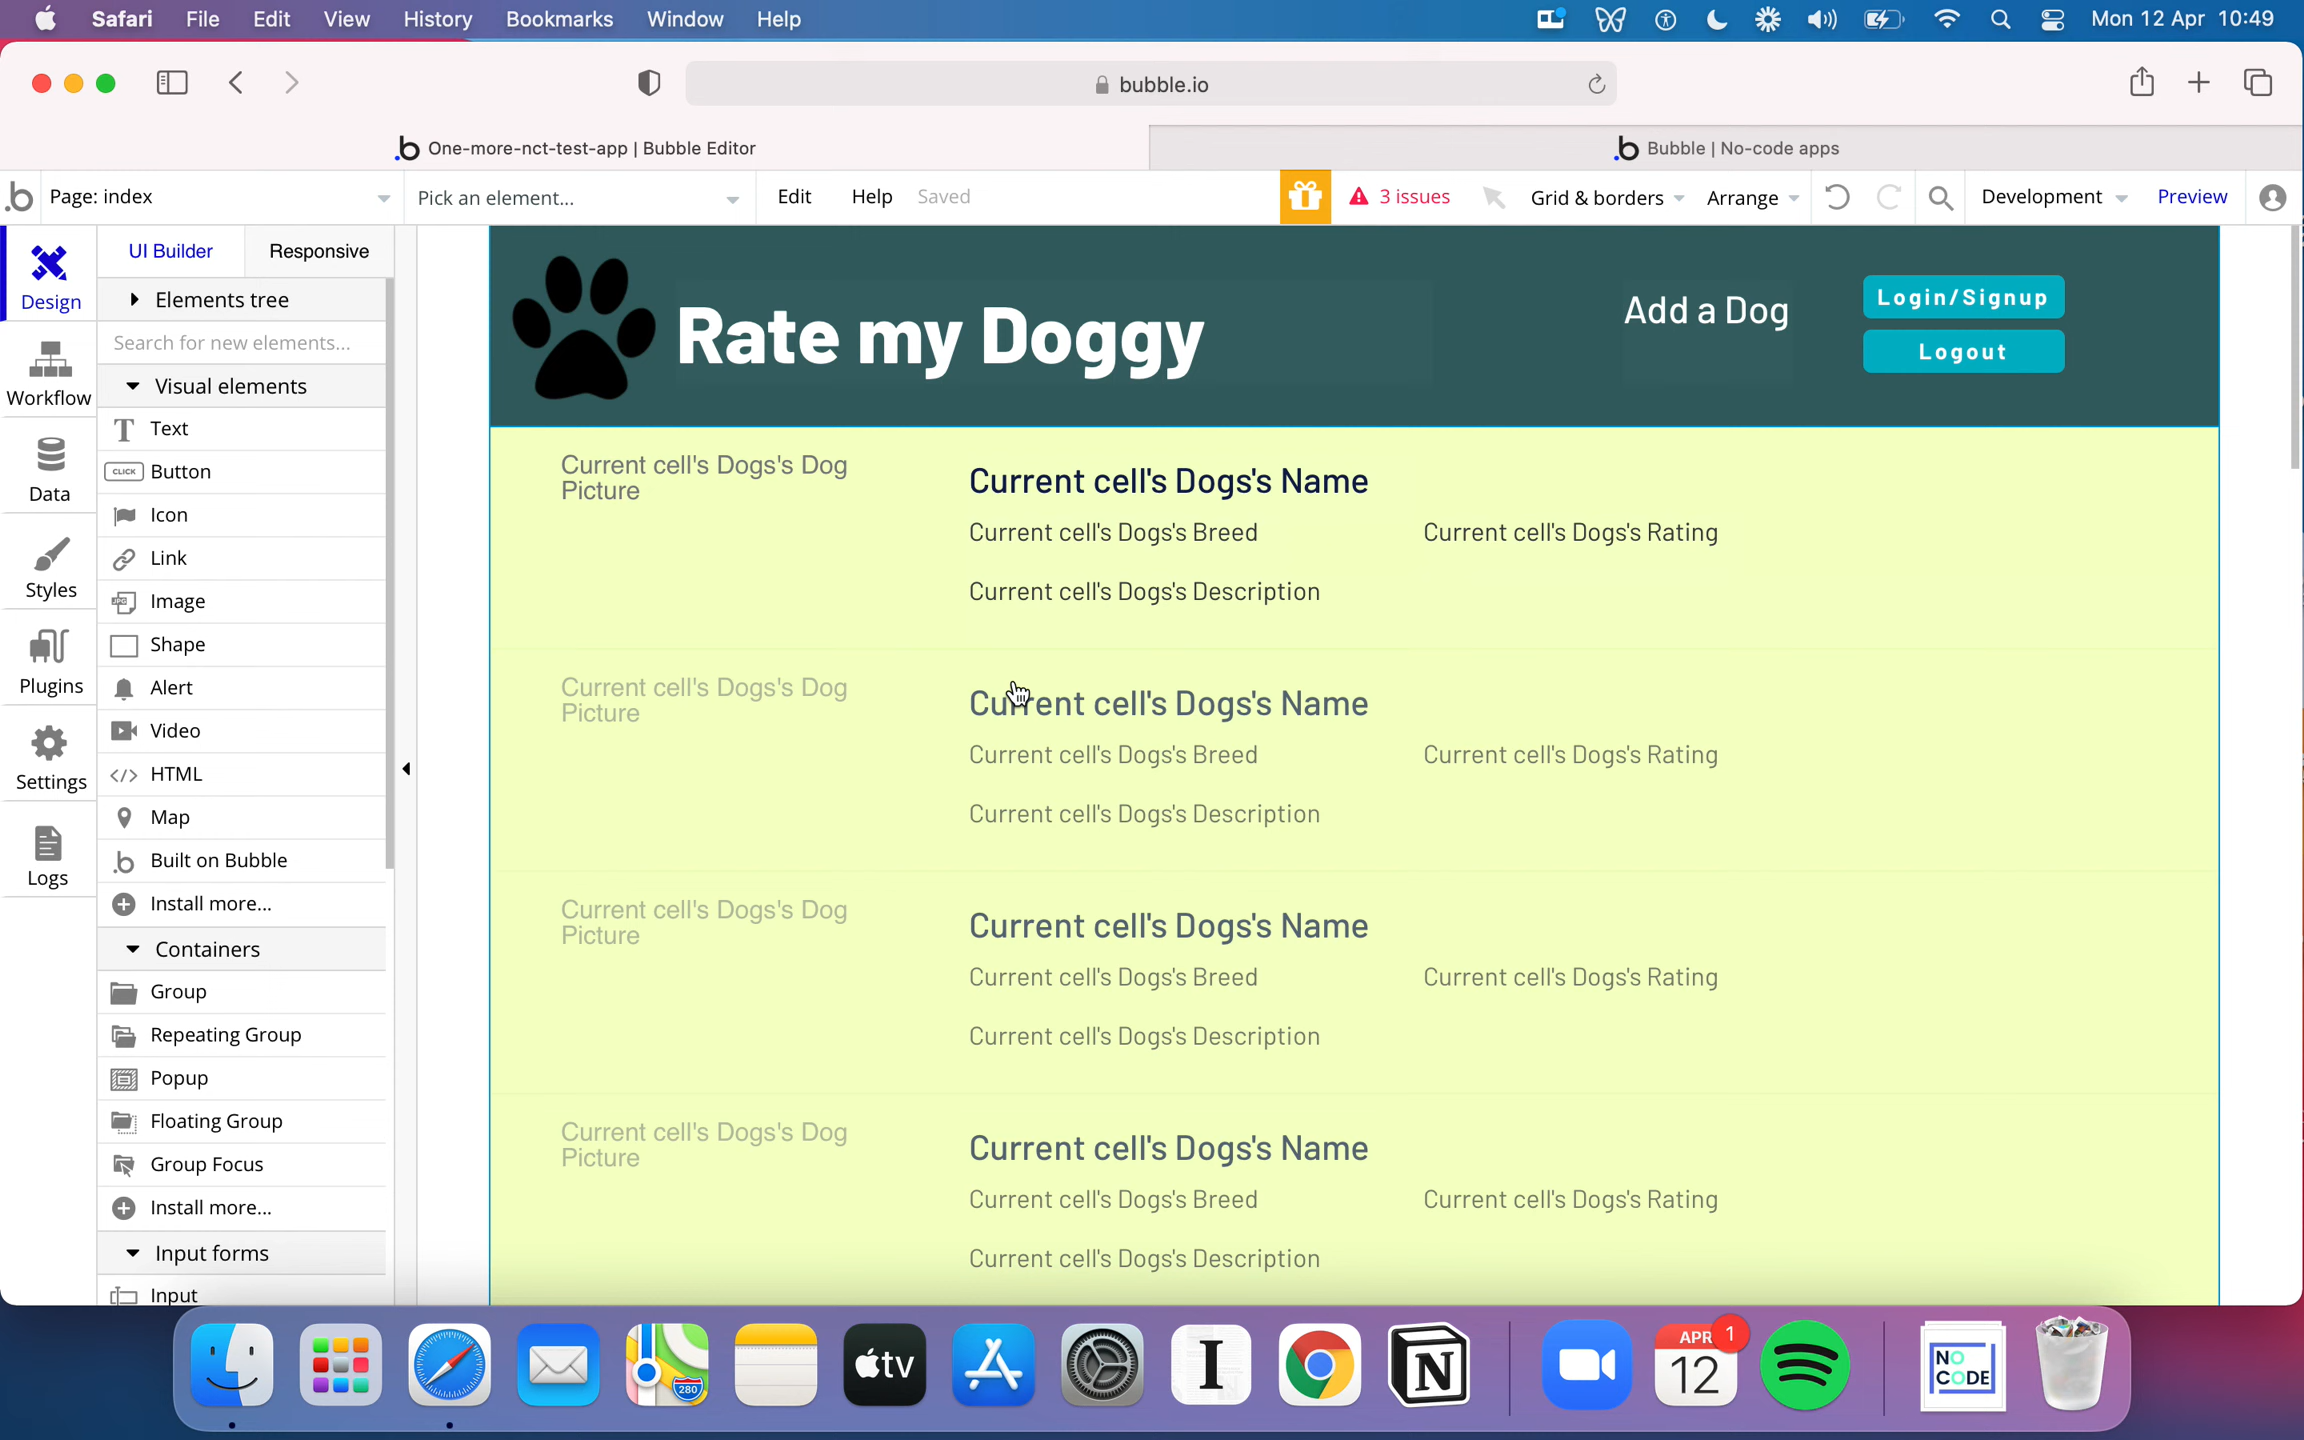 Safari File Edit View History Bookmarks Window Help Mon 12 Apr 10:49
bubble.io
One-more-nct-test-app | Bubble Editor
Bubble | No-code apps
Page: index
Pick an element...
Edit Help Saved
3 issues
Grid & borders
Arrange
Development
Preview
Design
Workflow
Data
Styles
Plugins
Settings
Logs
UI Builder
Responsive
Elements tree
Search for new elements...
Visual elements
Text
CLICK Button
Icon
Link
Image
Shape
Alert
Video
</> HTML
Map
Built on Bubble
Install more...
Containers
Group
Repeating Group
Popup
Floating Group
Group Focus
Install more...
Input forms
Input
Rate my Doggy
Add a Dog
Login/Signup
Logout
Current cell's Dogs's Dog
Picture
Current cell's Dogs's Name
Current cell's Dogs's Breed
Current cell's Dogs's Rating
Current cell's Dogs's Description
Current cell's Dogs's Dog
Picture
Current cell's Dogs's Name
Current cell's Dogs's Breed
Current cell's Dogs's Rating
Current cell's Dogs's Description
Current cell's Dogs's Dog
Picture
Current cell's Dogs's Name
Current cell's Dogs's Breed
Current cell's Dogs's Rating
Current cell's Dogs's Description
Current cell's Dogs's Dog
Picture
Current cell's Dogs's Name
Current cell's Dogs's Breed
Current cell's Dogs's Rating
Current cell's Dogs's Description
280
tv
I
N
APR
1
12
NO
CODE